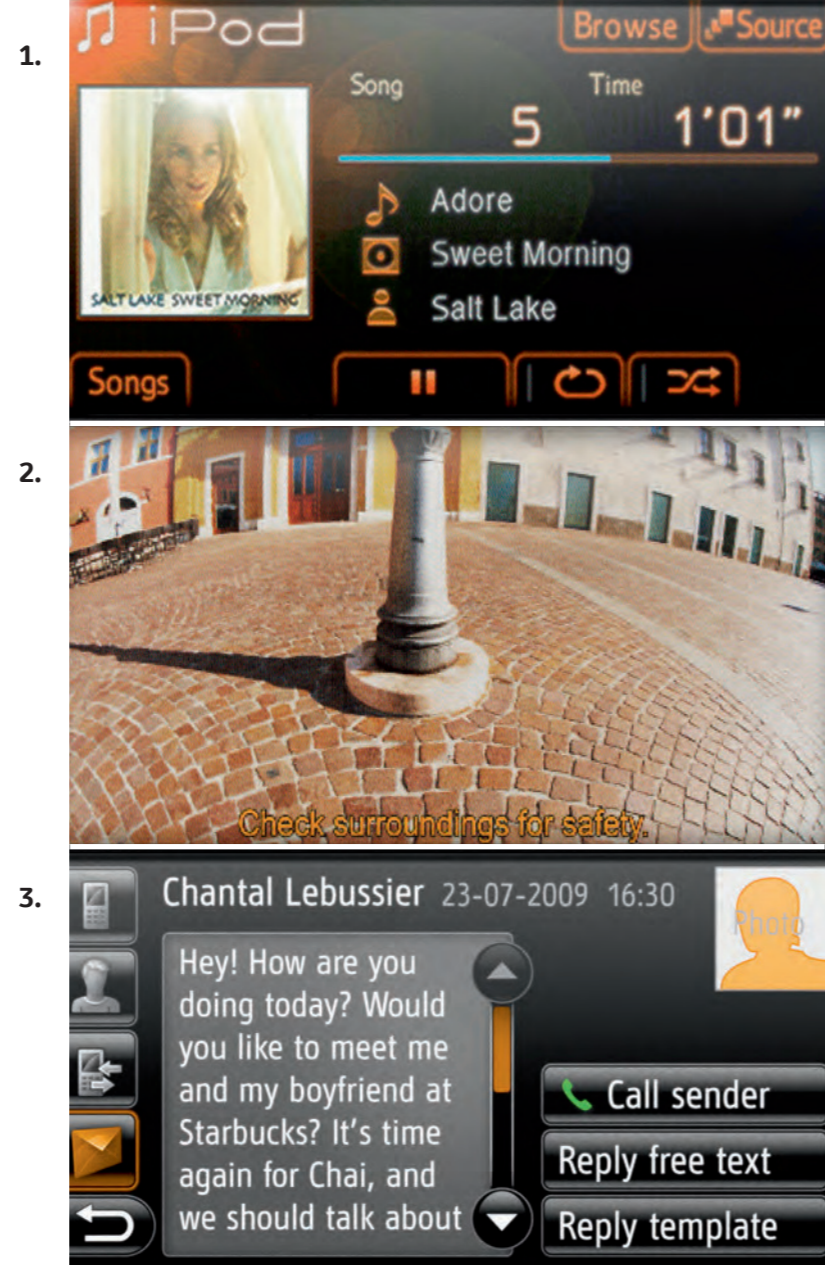 1.
iPod
Browse
Source
Song
Time
5
1'01"
Adore
Sweet Morning
Salt Lake
SALT LAKE SWEET MORNING
Songs
2.
Check surroundings for safety.
3.
Chantal Lebussier 23-07-2009 16:30
Photo
Hey! How are you
doing today? Would
you like to meet me
and my boyfriend at
Starbucks? It's time
again for Chai, and
we should talk about
Call sender
Reply free text
Reply template